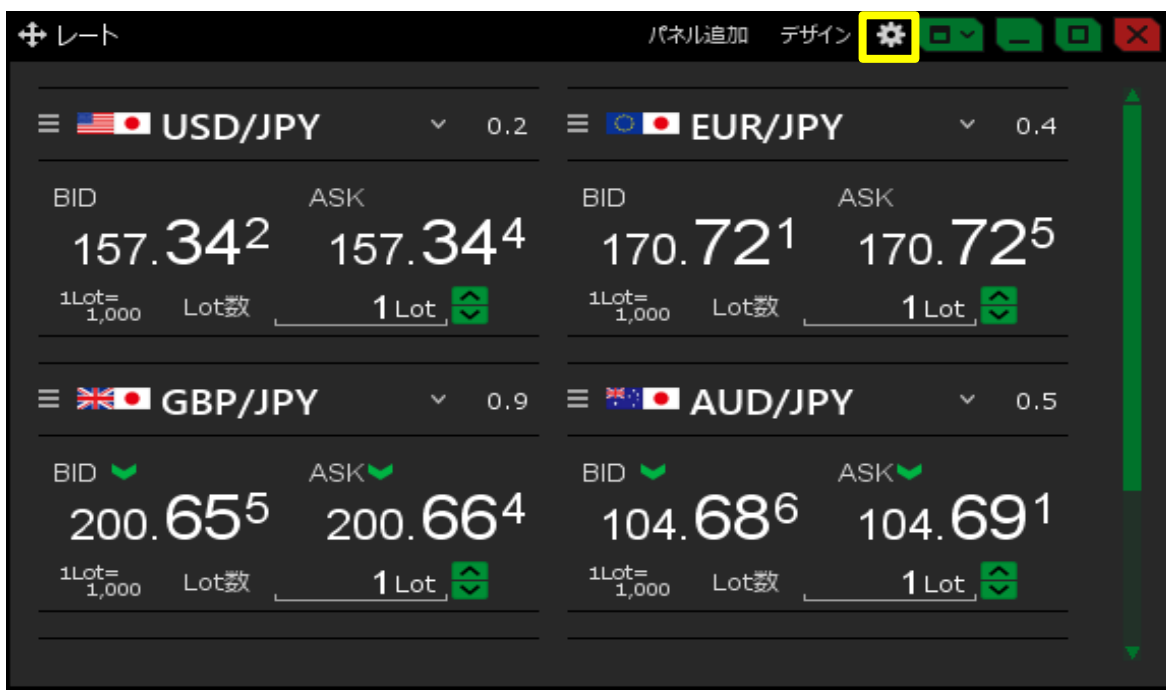 レート パネル追加 デザイン
USD/JPY 0.2 EUR/JPY 0.4
BID ASK BID ASK
157.342 157.344 170.721 170.725
1Lot= 1,000 Lot数 1 Lot 1Lot= 1,000 Lot数 1 Lot
GBP/JPY 0.9 AUD/JPY 0.5
BID ASK BID ASK
200.655 200.664 104.686 104.691
1Lot= 1,000 Lot数 1 Lot 1Lot= 1,000 Lot数 1 Lot